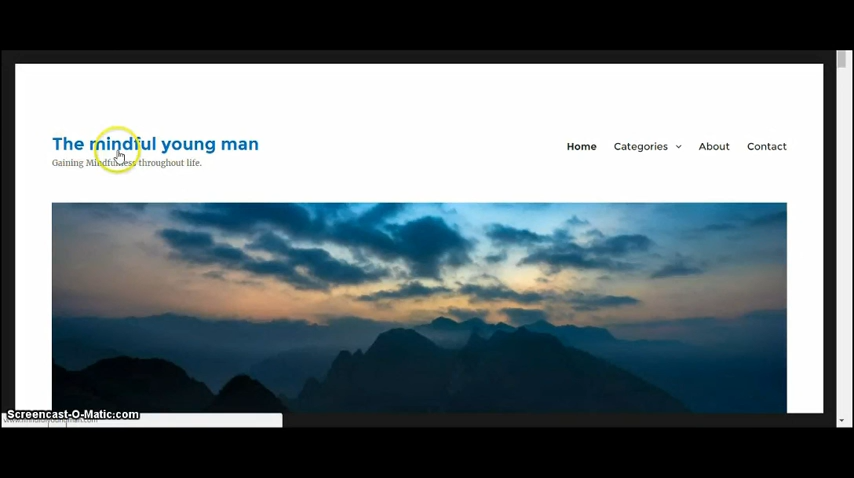 The mindful young man
Gaining Mindfulness throughout life.
Home
Categories
About
Contact
Screencast-O-Matic.com